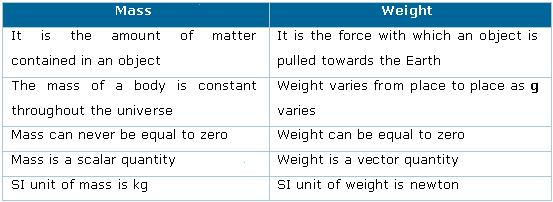 Mass Weight
It is the amount of matter It is the force with which an object is
contained in an object pulled towards the Earth
The mass of a body is constant Weight varies from place to place as g
throughout the universe varies
Mass can never be equal to zero Weight can be equal to zero
Mass is a scalar quantity Weight is a vector quantity
SI unit of mass is kg SI unit of weight is newton